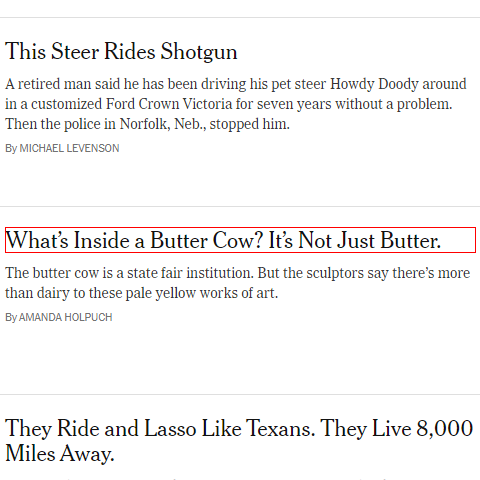 This Steer Rides Shotgun
A retired man said he has been driving his pet steer Howdy Doody around
in a customized Ford Crown Victoria for seven years without a problem.
Then the police in Norfolk, Neb., stopped him.
By MICHAEL LEVENSON
What’s Inside a Butter Cow? It’s Not Just Butter.
The butter cow is a state fair institution. But the sculptors say there’s more
than dairy to these pale yellow works of art.
By AMANDA HOLPUCH
They Ride and Lasso Like Texans. They Live 8,000
Miles Away.